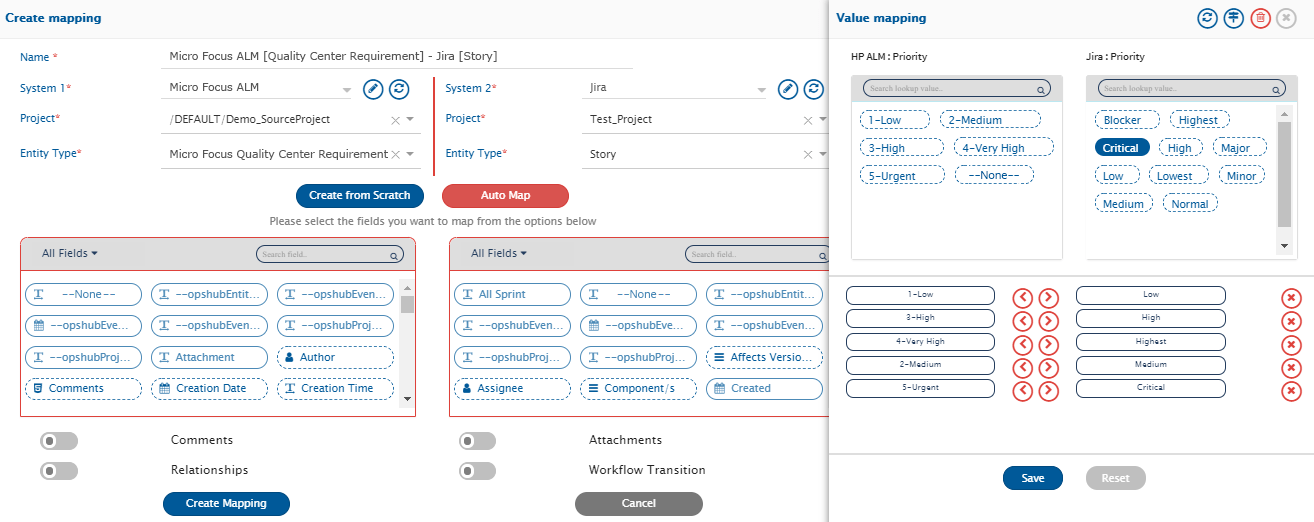 Create mapping
Name *
Micro Focus ALM [Quality Center Requirement] - Jira [Story]
System 1*
Micro Focus ALM
System 2*
Jira
Project*
/DEFAULT/Demo_SourceProject
Project*
Test_Project
Entity Type*
Micro Focus Quality Center Requirement
Entity Type*
Story
Create from Scratch
Auto Map
Please select the fields you want to map from the options below
All Fields
Search field..
--None--
--opshubEntit...
--opshubEven...
--opshubEve...
--opshubEven...
--opshubProj...
--opshubProj...
Attachment
Author
Comments
Creation Date
Creation Time
All Fields
Search field..
All Sprint
--None--
--opshubEntit...
--opshubEven...
--opshubEve...
--opshubEven...
--opshubProj...
--opshubProj...
Affects Versio...
Assignee
Component/s
Created
Comments
Attachments
Relationships
Workflow Transition
Create Mapping
Cancel
Value mapping
HP ALM : Priority
Search lookup value..
1-Low
2-Medium
3-High
4-Very High
5-Urgent
--None--
Jira : Priority
Search lookup value..
Blocker
Highest
Critical
High
Major
Low
Lowest
Minor
Medium
Normal
1-Low
Low
3-High
High
4-Very High
Highest
2-Medium
Medium
5-Urgent
Critical
Save
Reset